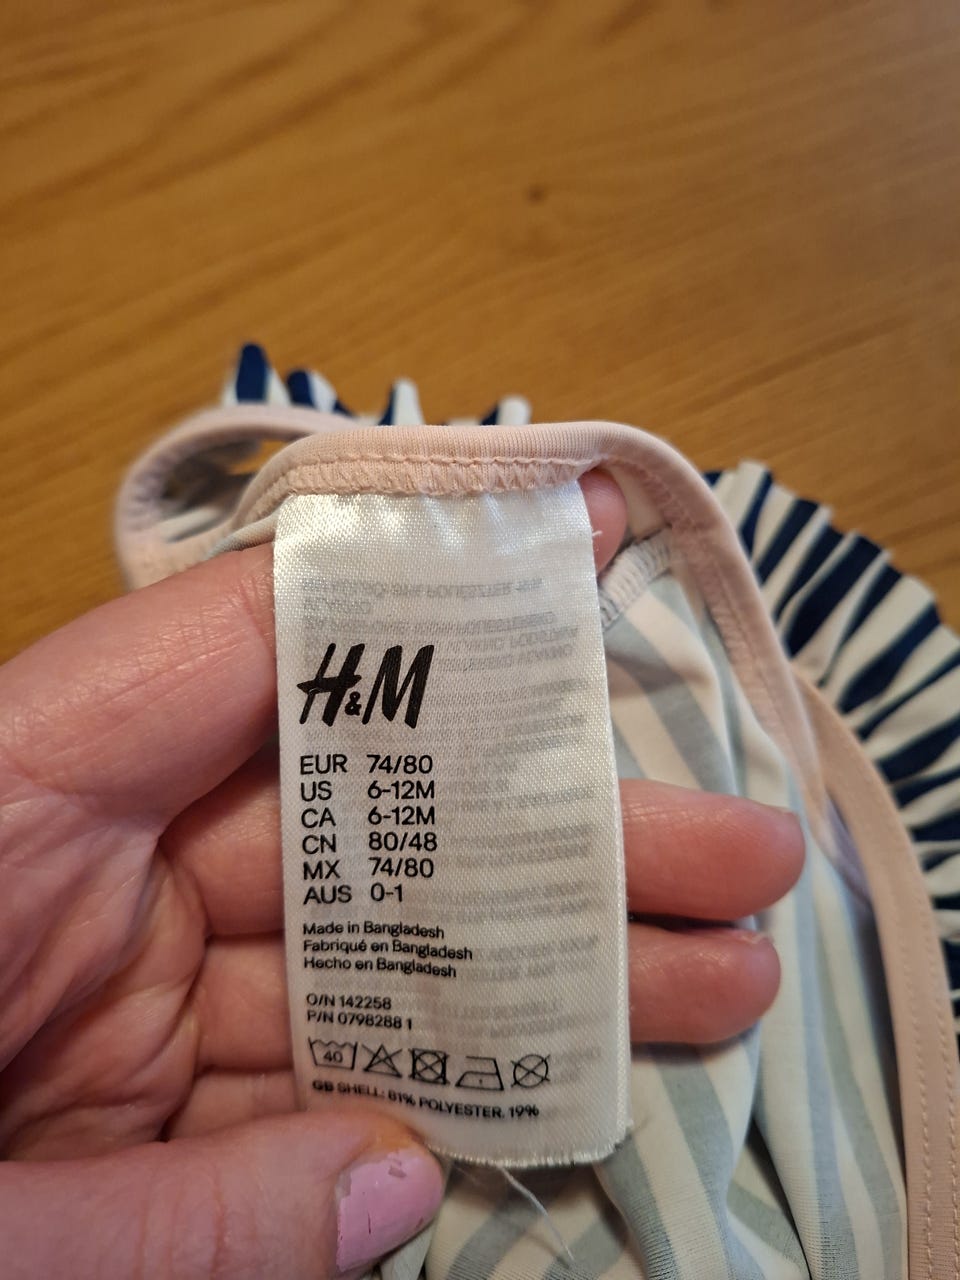 H&M
EUR 74/80
US 6-12M
CA 6-12M
CN 80/48
MX 74/80
AUS 0-1
Made in Bangladesh
Fabriqué en Bangladesh
Hecho en Bangladesh
O/N 142258
P/N 0798288 1
40
GB SHELL: 81% POLYESTER. 19%